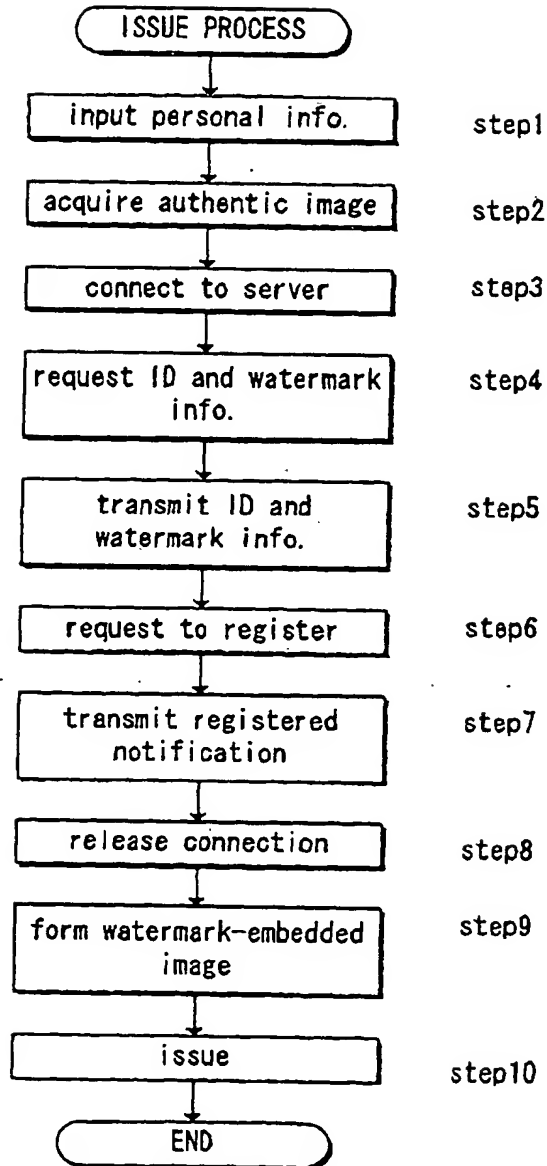 ISSUE PROCESS
input personal info.
step1
acquire authentic image
step2
connect to server
step3
request ID and watermark
info.
step4
transmit ID and
watermark info.
step5
request to register
step6
transmit registered
notification
step7
release connection
step8
form watermark-embedded
image
step9
issue
step10
END